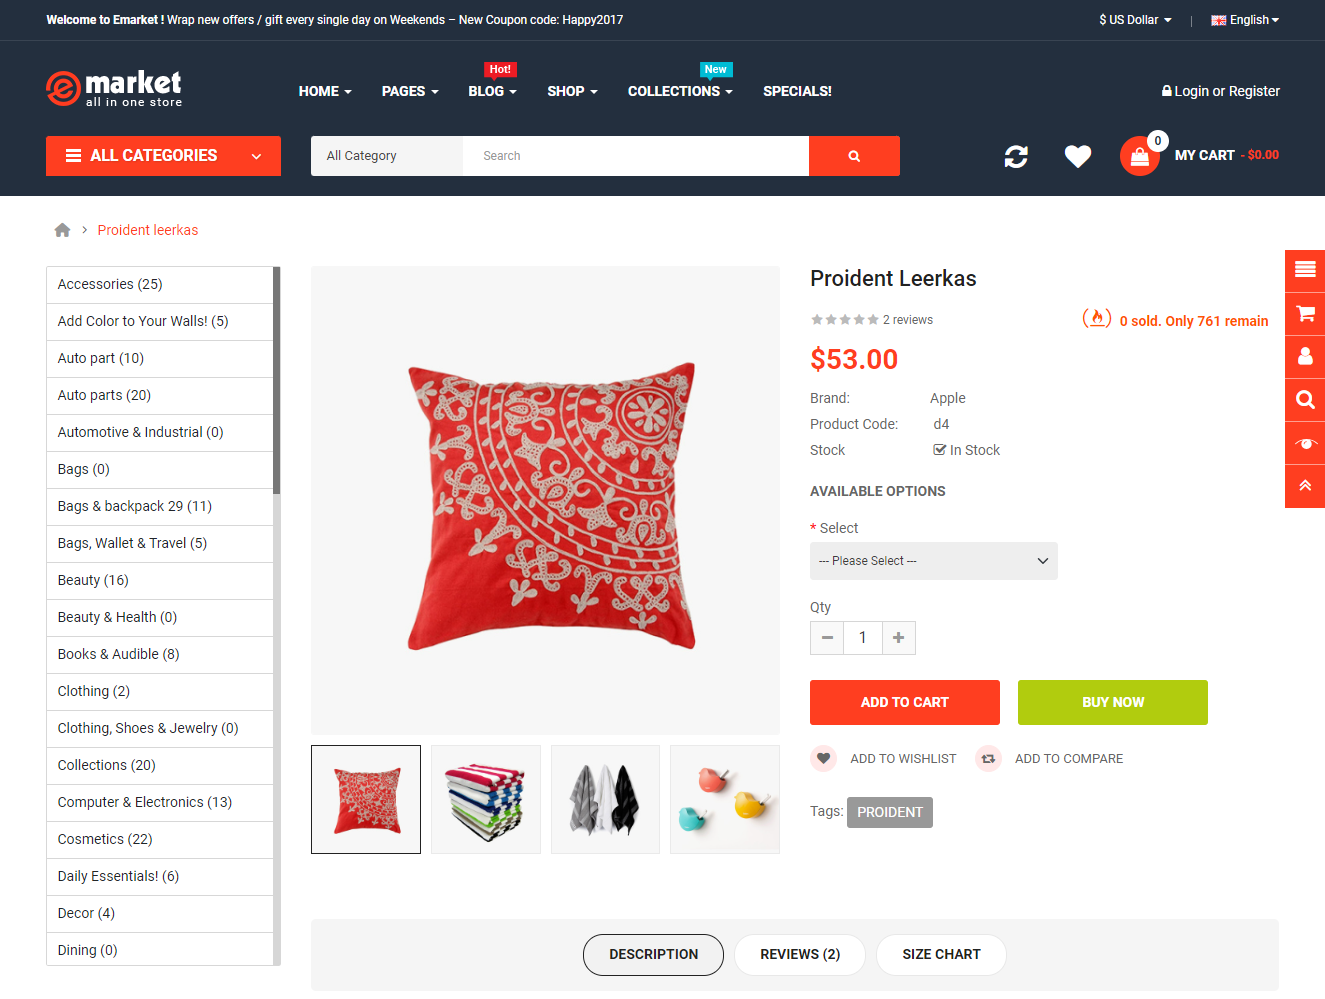 Welcome to Emarket ! Wrap new offers / gift every single day on Weekends – New Coupon code: Happy2017
$ US Dollar
English
e market
all in one store
Hot!
New
HOME
PAGES
BLOG
SHOP
COLLECTIONS
SPECIALS!
Login or Register
ALL CATEGORIES
All Category
Search
0
MY CART - $0.00
Proident leerkas
Accessories (25)
Add Color to Your Walls! (5)
Auto part (10)
Auto parts (20)
Automotive & Industrial (0)
Bags (0)
Bags & backpack 29 (11)
Bags, Wallet & Travel (5)
Beauty (16)
Beauty & Health (0)
Books & Audible (8)
Clothing (2)
Clothing, Shoes & Jewelry (0)
Collections (20)
Computer & Electronics (13)
Cosmetics (22)
Daily Essentials! (6)
Decor (4)
Dining (0)
Proident Leerkas
2 reviews
0 sold. Only 761 remain
$53.00
Brand: Apple
Product Code: d4
Stock In Stock
AVAILABLE OPTIONS
* Select
--- Please Select ---
Qty
1
ADD TO CART
BUY NOW
ADD TO WISHLIST
ADD TO COMPARE
Tags: PROIDENT
DESCRIPTION
REVIEWS (2)
SIZE CHART